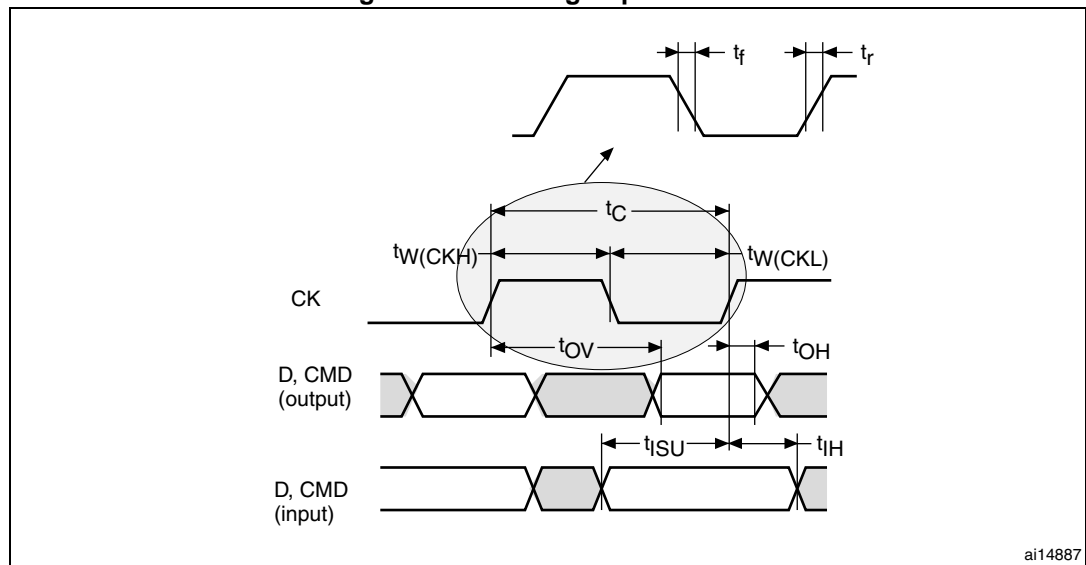 tf
tr
tC
tW(CKH)
tW(CKL)
CK
tOV
tOH
D, CMD
(output)
tISU
tIH
D, CMD
(input)
ai14887